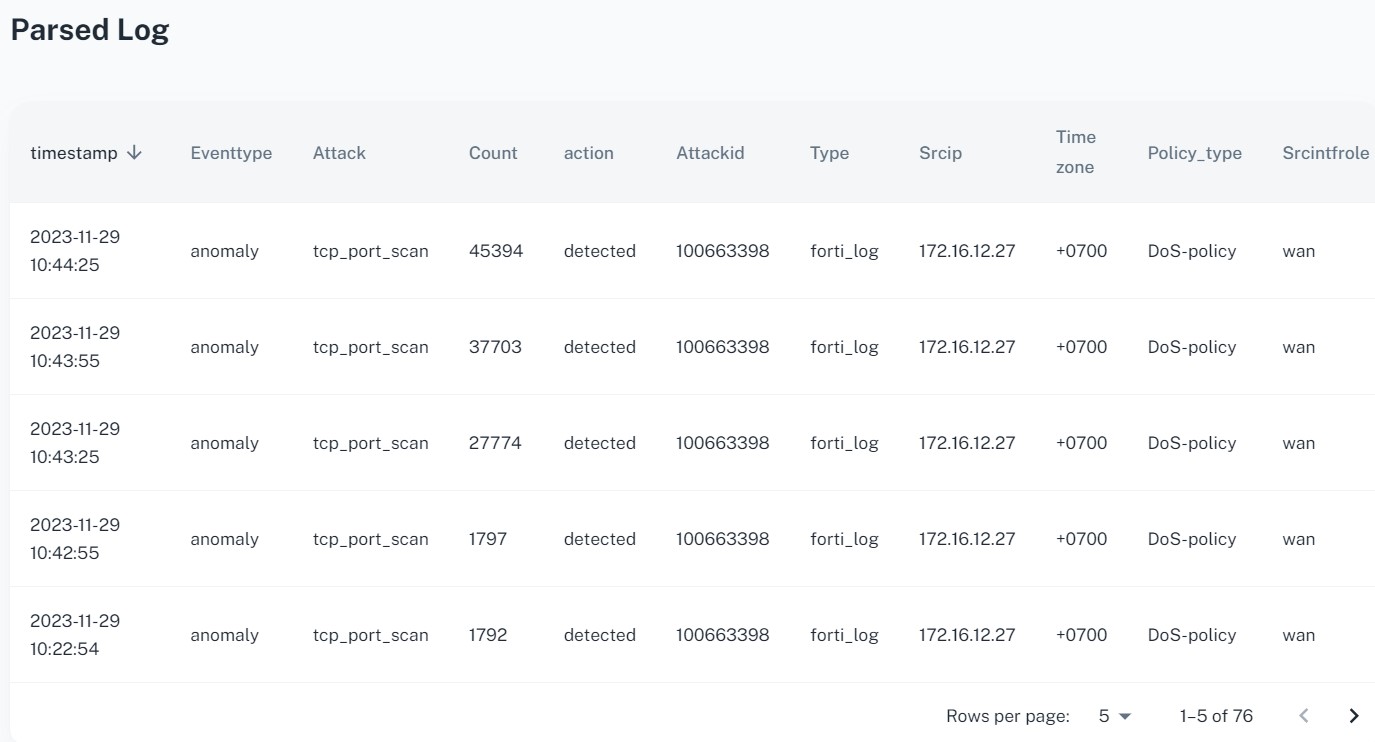 Parsed Log
timestamp ↓ Eventtype Attack Count action Attackid Type Srcip Time zone Policy_type Srcintfrole
2023-11-29 10:44:25 anomaly tcp_port_scan 45394 detected 100663398 forti_log 172.16.12.27 +0700 DoS-policy wan
2023-11-29 10:43:55 anomaly tcp_port_scan 37703 detected 100663398 forti_log 172.16.12.27 +0700 DoS-policy wan
2023-11-29 10:43:25 anomaly tcp_port_scan 27774 detected 100663398 forti_log 172.16.12.27 +0700 DoS-policy wan
2023-11-29 10:42:55 anomaly tcp_port_scan 1797 detected 100663398 forti_log 172.16.12.27 +0700 DoS-policy wan
2023-11-29 10:22:54 anomaly tcp_port_scan 1792 detected 100663398 forti_log 172.16.12.27 +0700 DoS-policy wan
Rows per page: 5 1–5 of 76